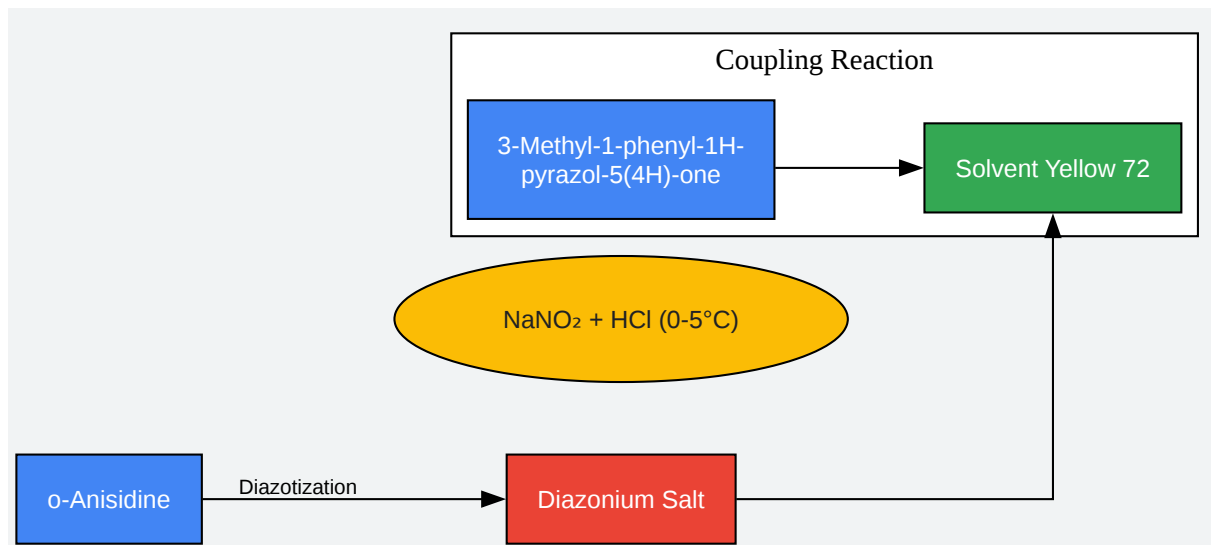 Coupling Reaction
3-Methyl-1-phenyl-1H-
pyrazol-5(4H)-one
Solvent Yellow 72
NaNO₂ + HCl (0-5°C)
o-Anisidine
Diazotization
Diazonium Salt